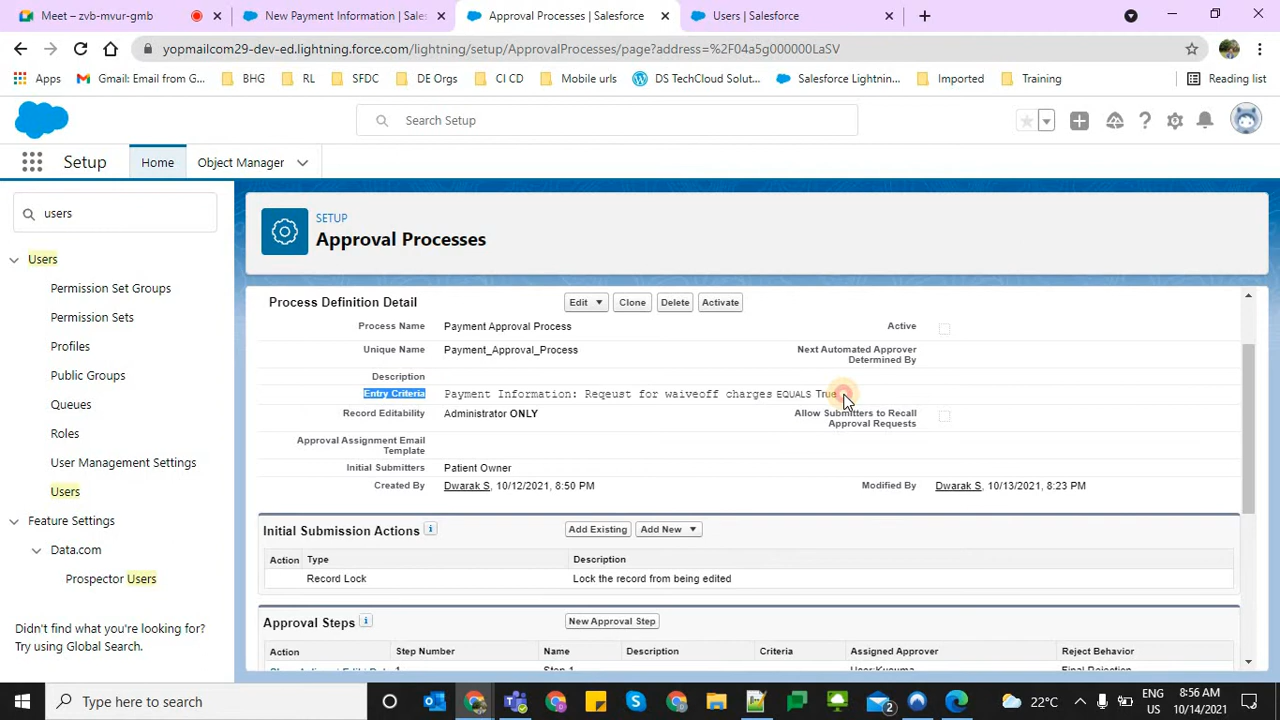 Meet – zvb-mvur-gmb
New Payment Information | Sales
Approval Processes | Salesforce
Users | Salesforce
yopmailcom29-dev-ed.lightning.force.com/lightning/setup/ApprovalProcesses/page?address=%2F04a5g000000LaSV
Apps
Gmail: Email from G...
BHG
RL
SFDC
DE Orgs
CI CD
Mobile urls
DS TechCloud Solut...
Salesforce Lightnin...
Imported
Training
Reading list
Search Setup
Setup
Home
Object Manager
users
Users
Permission Set Groups
Permission Sets
Profiles
Public Groups
Queues
Roles
User Management Settings
Users
Feature Settings
Data.com
Prospector Users
Didn't find what you're looking for?
Try using Global Search.
SETUP
Approval Processes
Process Definition Detail
Edit
Clone
Delete
Activate
Process Name
Payment Approval Process
Active
Unique Name
Payment_Approval_Process
Next Automated Approver
Determined By
Description
Entry Criteria
Payment Information: Reqeust for waiveoff charges EQUALS True
Record Editability
Administrator ONLY
Allow Submitters to Recall
Approval Requests
Approval Assignment Email
Template
Initial Submitters
Patient Owner
Created By
Dwarak S, 10/12/2021, 8:50 PM
Modified By
Dwarak S, 10/13/2021, 8:23 PM
Initial Submission Actions
Add Existing
Add New
Action
Type
Description
Record Lock
Lock the record from being edited
Approval Steps
New Approval Step
Action
Step Number
Name
Description
Criteria
Assigned Approver
Reject Behavior
1
Step 1
User:Kusuma
Final Rejection
Type here to search
2
22°C
ENG
US
8:56 AM
10/14/2021